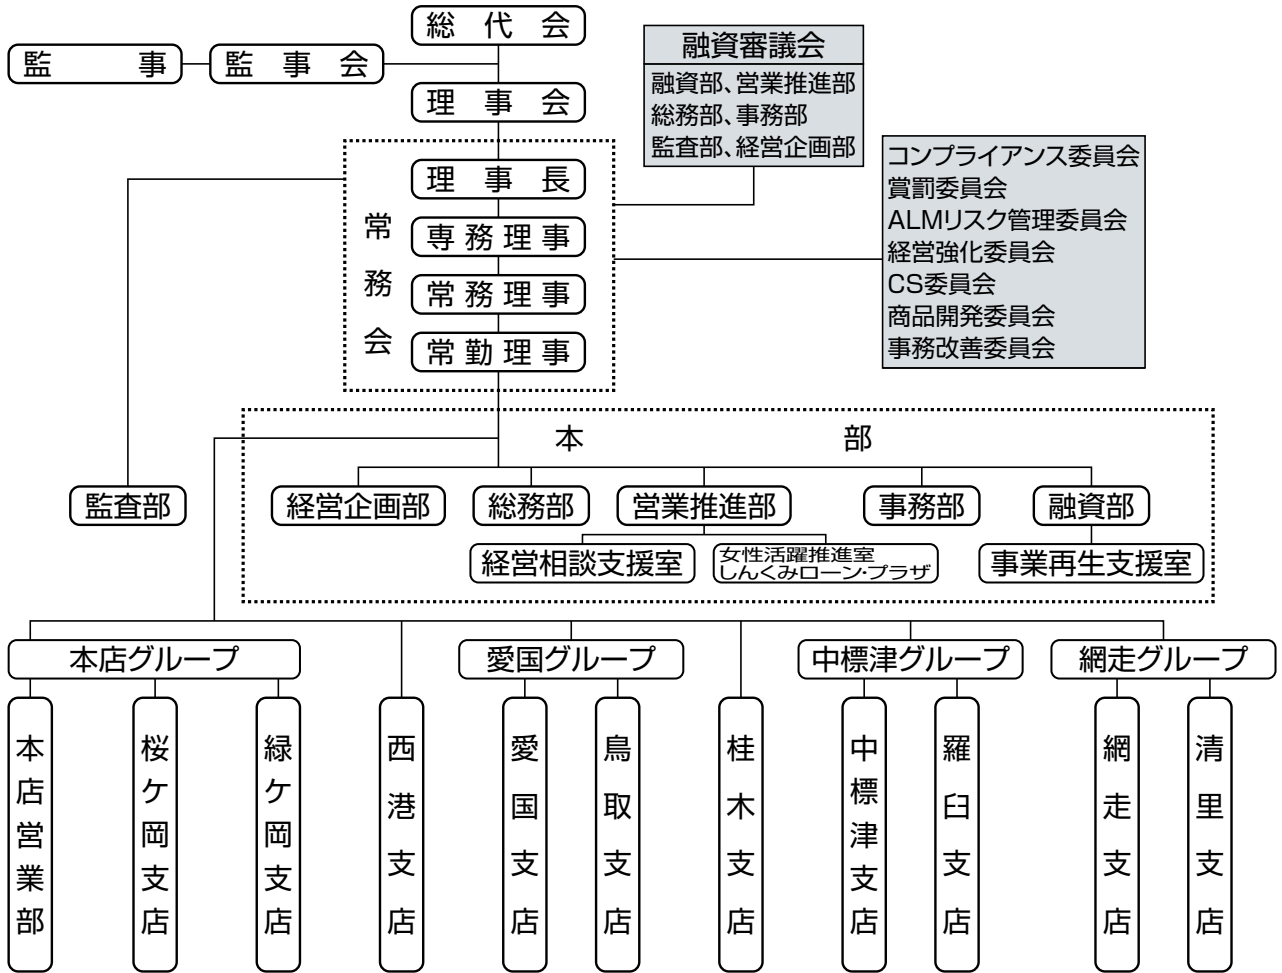 総代会
監事
監事会
理事会
融資審議会
融資部、営業推進部
総務部、事務部
監査部、経営企画部
コンプライアンス委員会
賞罰委員会
ALMリスク管理委員会
経営強化委員会
CS委員会
商品開発委員会
事務改善委員会
常務会
理事長
専務理事
常務理事
常勤理事
本部
監査部
経営企画部
総務部
営業推進部
事務部
融資部
経営相談支援室
女性活躍推進室
しんくみローン・プラザ
事業再生支援室
本店グループ
愛国グループ
中標津グループ
網走グループ
本店営業部
桜ケ岡支店
緑ケ岡支店
西港支店
愛国支店
鳥取支店
桂木支店
中標津支店
羅臼支店
網走支店
清里支店